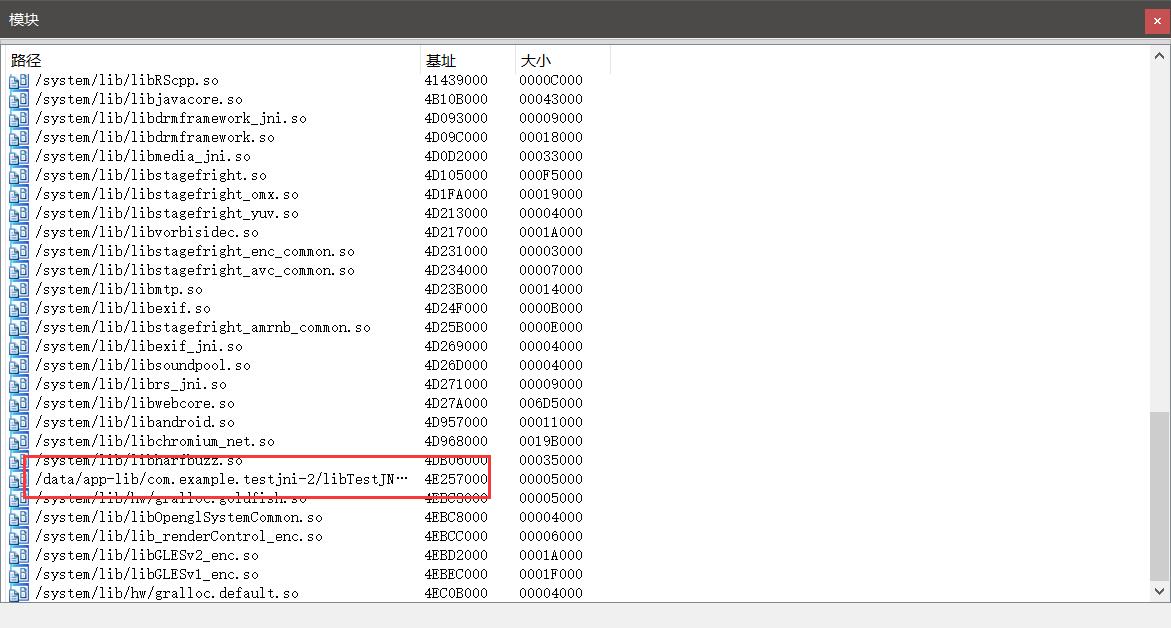 模块
路径 基址 大小
/system/lib/libRScpp.so 41439000 0000C000
/system/lib/libjavacore.so 4B10B000 00043000
/system/lib/libdrmframework_jni.so 4D093000 00009000
/system/lib/libdrmframework.so 4D09C000 00018000
/system/lib/libmedia_jni.so 4D0D2000 00033000
/system/lib/libstagefright.so 4D105000 000F5000
/system/lib/libstagefright_omx.so 4D1FA000 00019000
/system/lib/libstagefright_yuv.so 4D213000 00004000
/system/lib/libvorbisidec.so 4D217000 0001A000
/system/lib/libstagefright_enc_common.so 4D231000 00003000
/system/lib/libstagefright_avc_common.so 4D234000 00007000
/system/lib/libmtp.so 4D23B000 00014000
/system/lib/libexif.so 4D24F000 0000B000
/system/lib/libstagefright_amrnb_common.so 4D25B000 0000E000
/system/lib/libexif_jni.so 4D269000 00004000
/system/lib/libsoundpool.so 4D26D000 00004000
/system/lib/librs_jni.so 4D271000 00009000
/system/lib/libwebcore.so 4D27A000 006D5000
/system/lib/libandroid.so 4D957000 00011000
/system/lib/libchromium_net.so 4D968000 0019B000
/system/lib/libharfbuzz.so 4DB06000 00035000
/data/app-lib/com.example.testjni-2/libTestJN… 4E257000 00005000
/system/lib/hw/gralloc.goldfish.so 4EBC3000 00005000
/system/lib/libOpenglSystemCommon.so 4EBC8000 00004000
/system/lib/lib_renderControl_enc.so 4EBCC000 00006000
/system/lib/libGLESv2_enc.so 4EBD2000 0001A000
/system/lib/libGLESv1_enc.so 4EBEC000 0001F000
/system/lib/hw/gralloc.default.so 4EC0B000 00004000